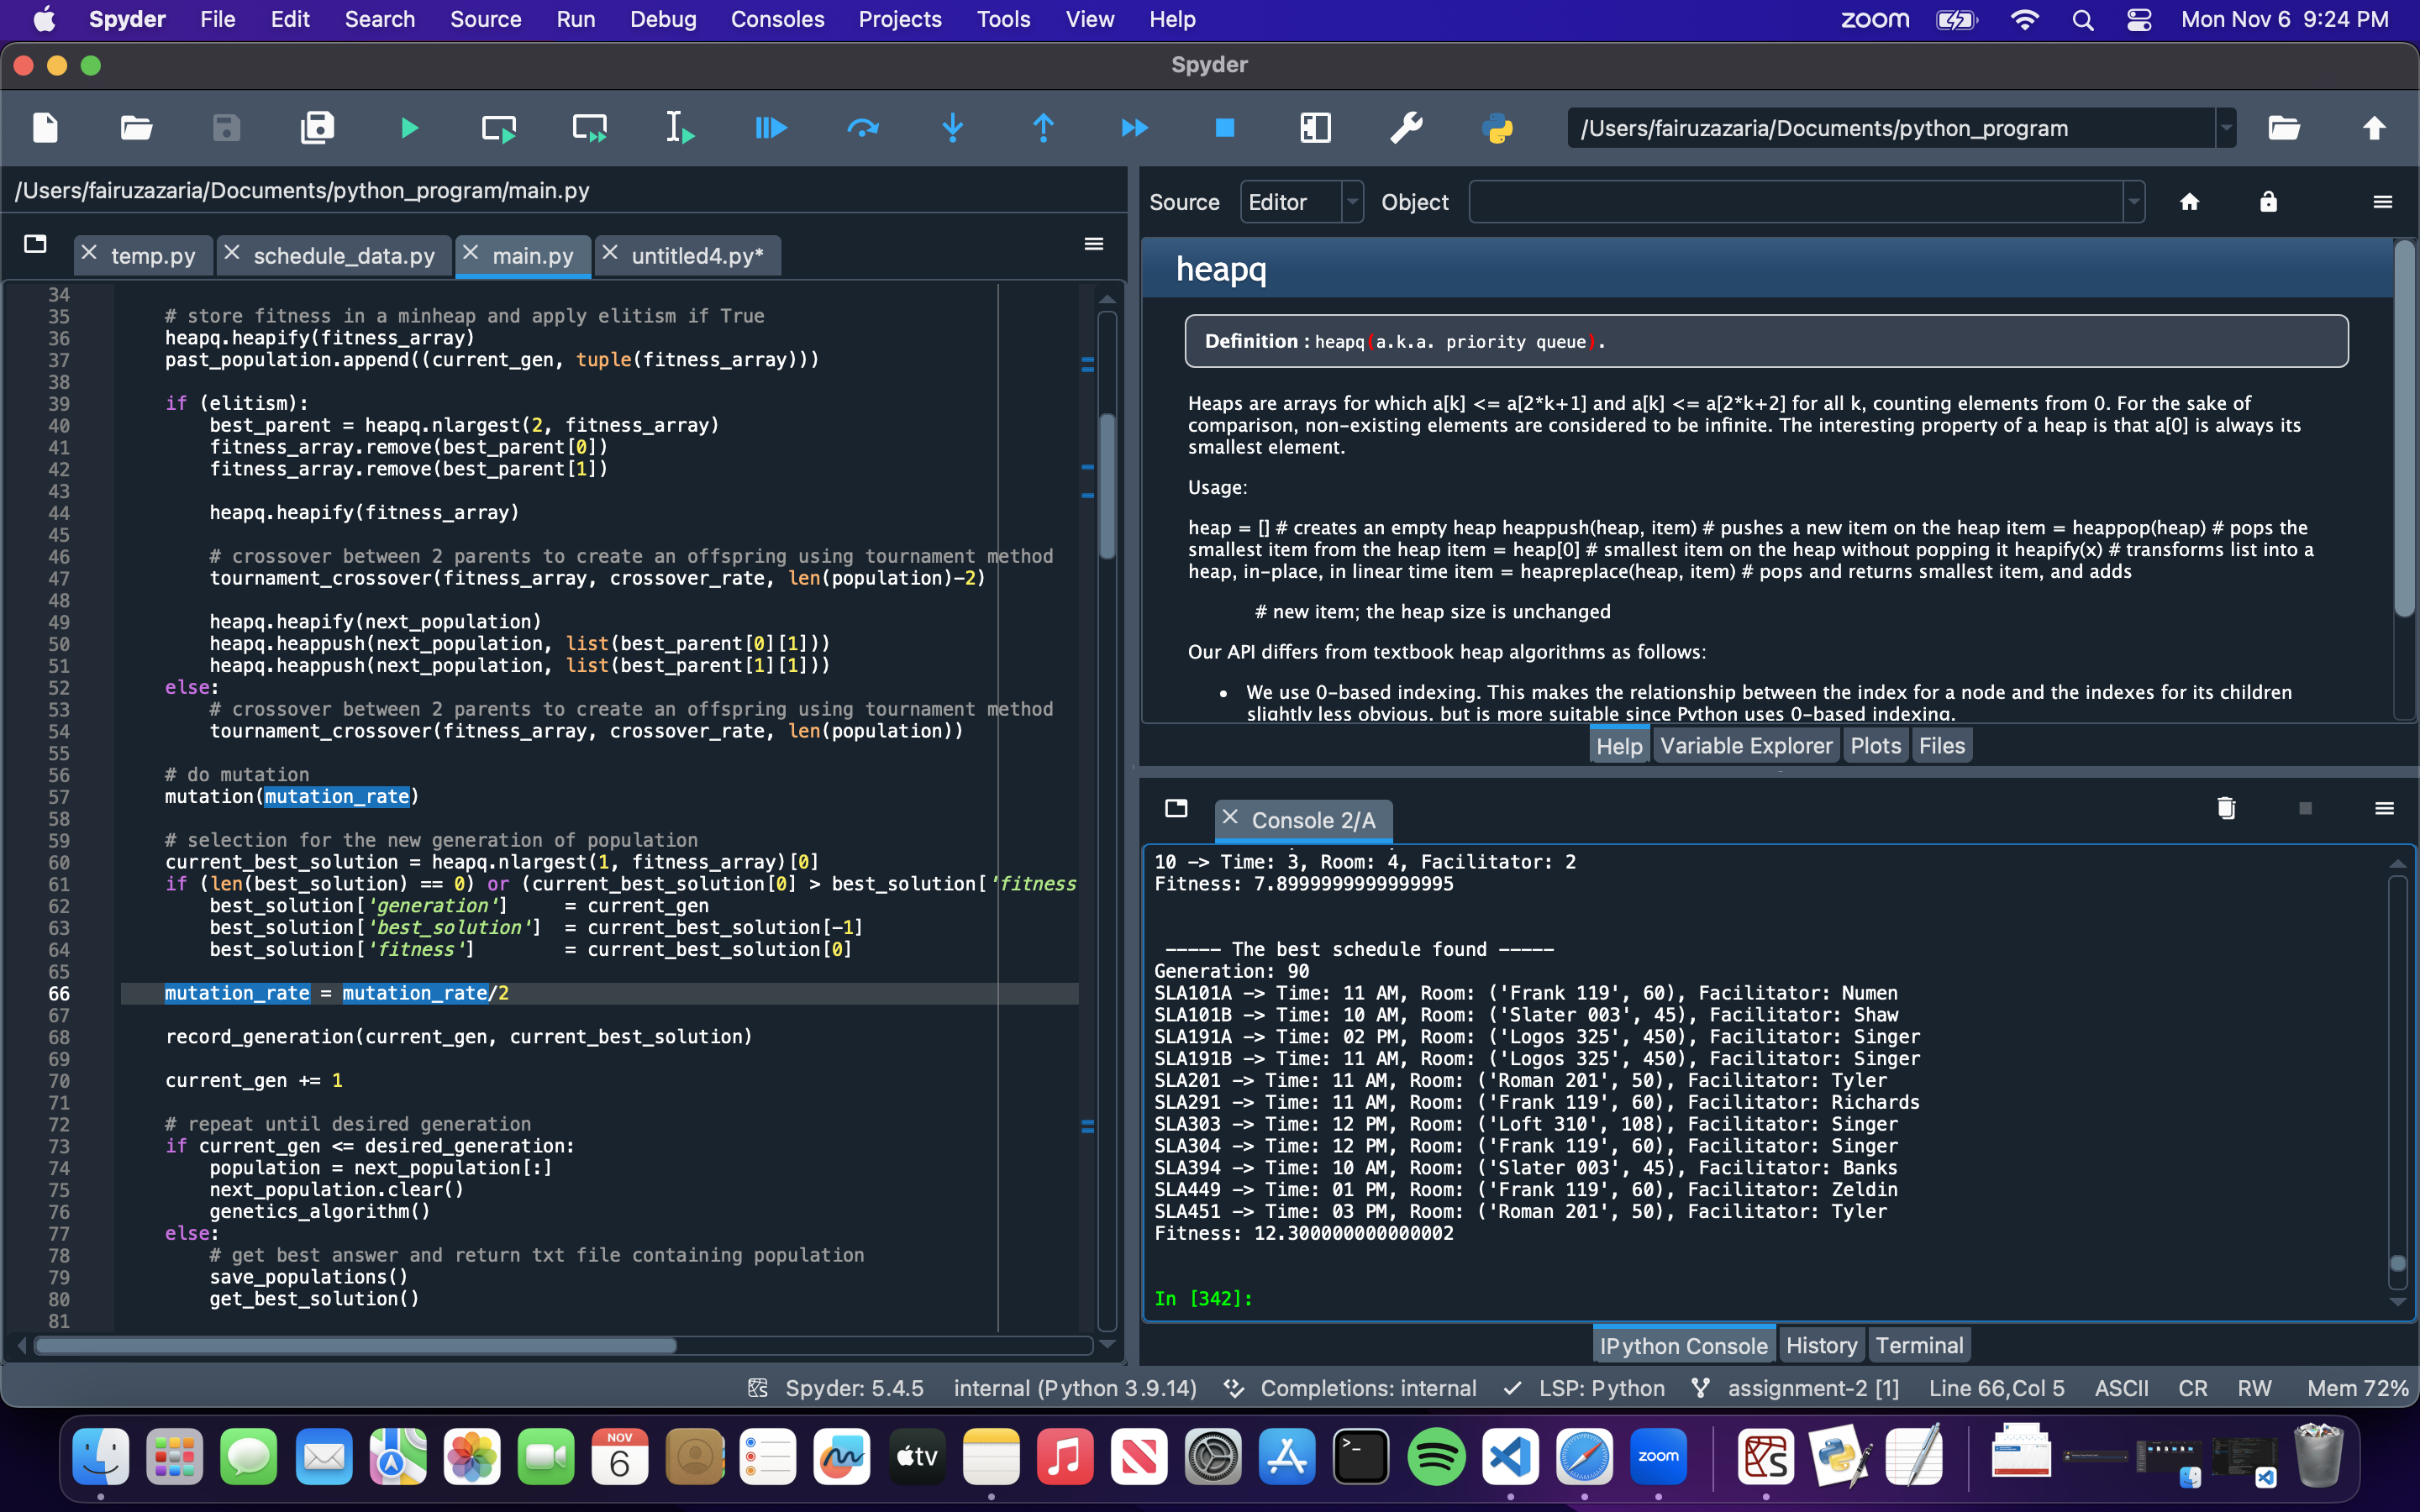 Spyder File Edit Search Source Run Debug Consoles Projects Tools View Help zoom Mon Nov 6 9:24 PM
Spyder
/Users/fairuzazaria/Documents/python_program
/Users/fairuzazaria/Documents/python_program/main.py
temp.py schedule_data.py main.py untitled4.py*
34
35 # store fitness in a minheap and apply elitism if True
36 heapq.heapify(fitness_array)
37 past_population.append((current_gen, tuple(fitness_array)))
38
39 if (elitism):
40 best_parent = heapq.nlargest(2, fitness_array)
41 fitness_array.remove(best_parent[0])
42 fitness_array.remove(best_parent[1])
43
44 heapq.heapify(fitness_array)
45
46 # crossover between 2 parents to create an offspring using tournament method
47 tournament_crossover(fitness_array, crossover_rate, len(population)-2)
48
49 heapq.heapify(next_population)
50 heapq.heappush(next_population, list(best_parent[0][1]))
51 heapq.heappush(next_population, list(best_parent[1][1]))
52 else:
53 # crossover between 2 parents to create an offspring using tournament method
54 tournament_crossover(fitness_array, crossover_rate, len(population))
55
56 # do mutation
57 mutation(mutation_rate)
58
59 # selection for the new generation of population
60 current_best_solution = heapq.nlargest(1, fitness_array)[0]
61 if (len(best_solution) == 0) or (current_best_solution[0] > best_solution['fitness
62 best_solution['generation'] = current_gen
63 best_solution['best_solution'] = current_best_solution[-1]
64 best_solution['fitness'] = current_best_solution[0]
65
66 mutation_rate = mutation_rate/2
67
68 record_generation(current_gen, current_best_solution)
69
70 current_gen += 1
71
72 # repeat until desired generation
73 if current_gen <= desired_generation:
74 population = next_population[:]
75 next_population.clear()
76 genetics_algorithm()
77 else:
78 # get best answer and return txt file containing population
79 save_populations()
80 get_best_solution()
81
Source Editor Object
heapq
Definition : heapq(a.k.a. priority queue).
Heaps are arrays for which a[k] <= a[2*k+1] and a[k] <= a[2*k+2] for all k, counting elements from 0. For the sake of
comparison, non-existing elements are considered to be infinite. The interesting property of a heap is that a[0] is always its
smallest element.
Usage:
heap = [] # creates an empty heap heappush(heap, item) # pushes a new item on the heap item = heappop(heap) # pops the
smallest item from the heap item = heap[0] # smallest item on the heap without popping it heapify(x) # transforms list into a
heap, in-place, in linear time item = heapreplace(heap, item) # pops and returns smallest item, and adds
# new item; the heap size is unchanged
Our API differs from textbook heap algorithms as follows:
• We use 0-based indexing. This makes the relationship between the index for a node and the indexes for its children
slightly less obvious, but is more suitable since Python uses 0-based indexing.
Help Variable Explorer Plots Files
Console 2/A
10 -> Time: 3, Room: 4, Facilitator: 2
Fitness: 7.8999999999999995
----- The best schedule found -----
Generation: 90
SLA101A -> Time: 11 AM, Room: ('Frank 119', 60), Facilitator: Numen
SLA101B -> Time: 10 AM, Room: ('Slater 003', 45), Facilitator: Shaw
SLA191A -> Time: 02 PM, Room: ('Logos 325', 450), Facilitator: Singer
SLA191B -> Time: 11 AM, Room: ('Logos 325', 450), Facilitator: Singer
SLA201 -> Time: 11 AM, Room: ('Roman 201', 50), Facilitator: Tyler
SLA291 -> Time: 11 AM, Room: ('Frank 119', 60), Facilitator: Richards
SLA303 -> Time: 12 PM, Room: ('Loft 310', 108), Facilitator: Singer
SLA304 -> Time: 12 PM, Room: ('Frank 119', 60), Facilitator: Singer
SLA394 -> Time: 10 AM, Room: ('Slater 003', 45), Facilitator: Banks
SLA449 -> Time: 01 PM, Room: ('Frank 119', 60), Facilitator: Zeldin
SLA451 -> Time: 03 PM, Room: ('Roman 201', 50), Facilitator: Tyler
Fitness: 12.300000000000002
In [342]:
IPython Console History Terminal
Spyder: 5.4.5 internal (Python 3.9.14) Completions: internal LSP: Python assignment-2 [1] Line 66,Col 5 ASCII CR RW Mem 72%
NOV
6
tv
zoom